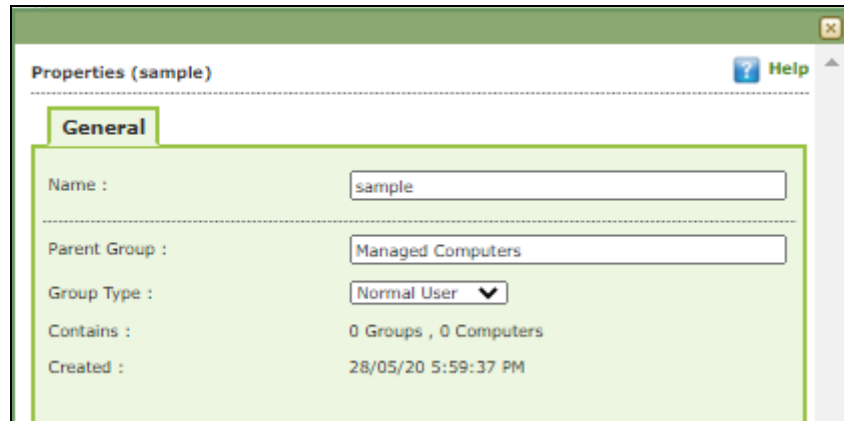 Properties (sample) Help
General
Name : sample
Parent Group : Managed Computers
Group Type : Normal User
Contains : 0 Groups , 0 Computers
Created : 28/05/20 5:59:37 PM